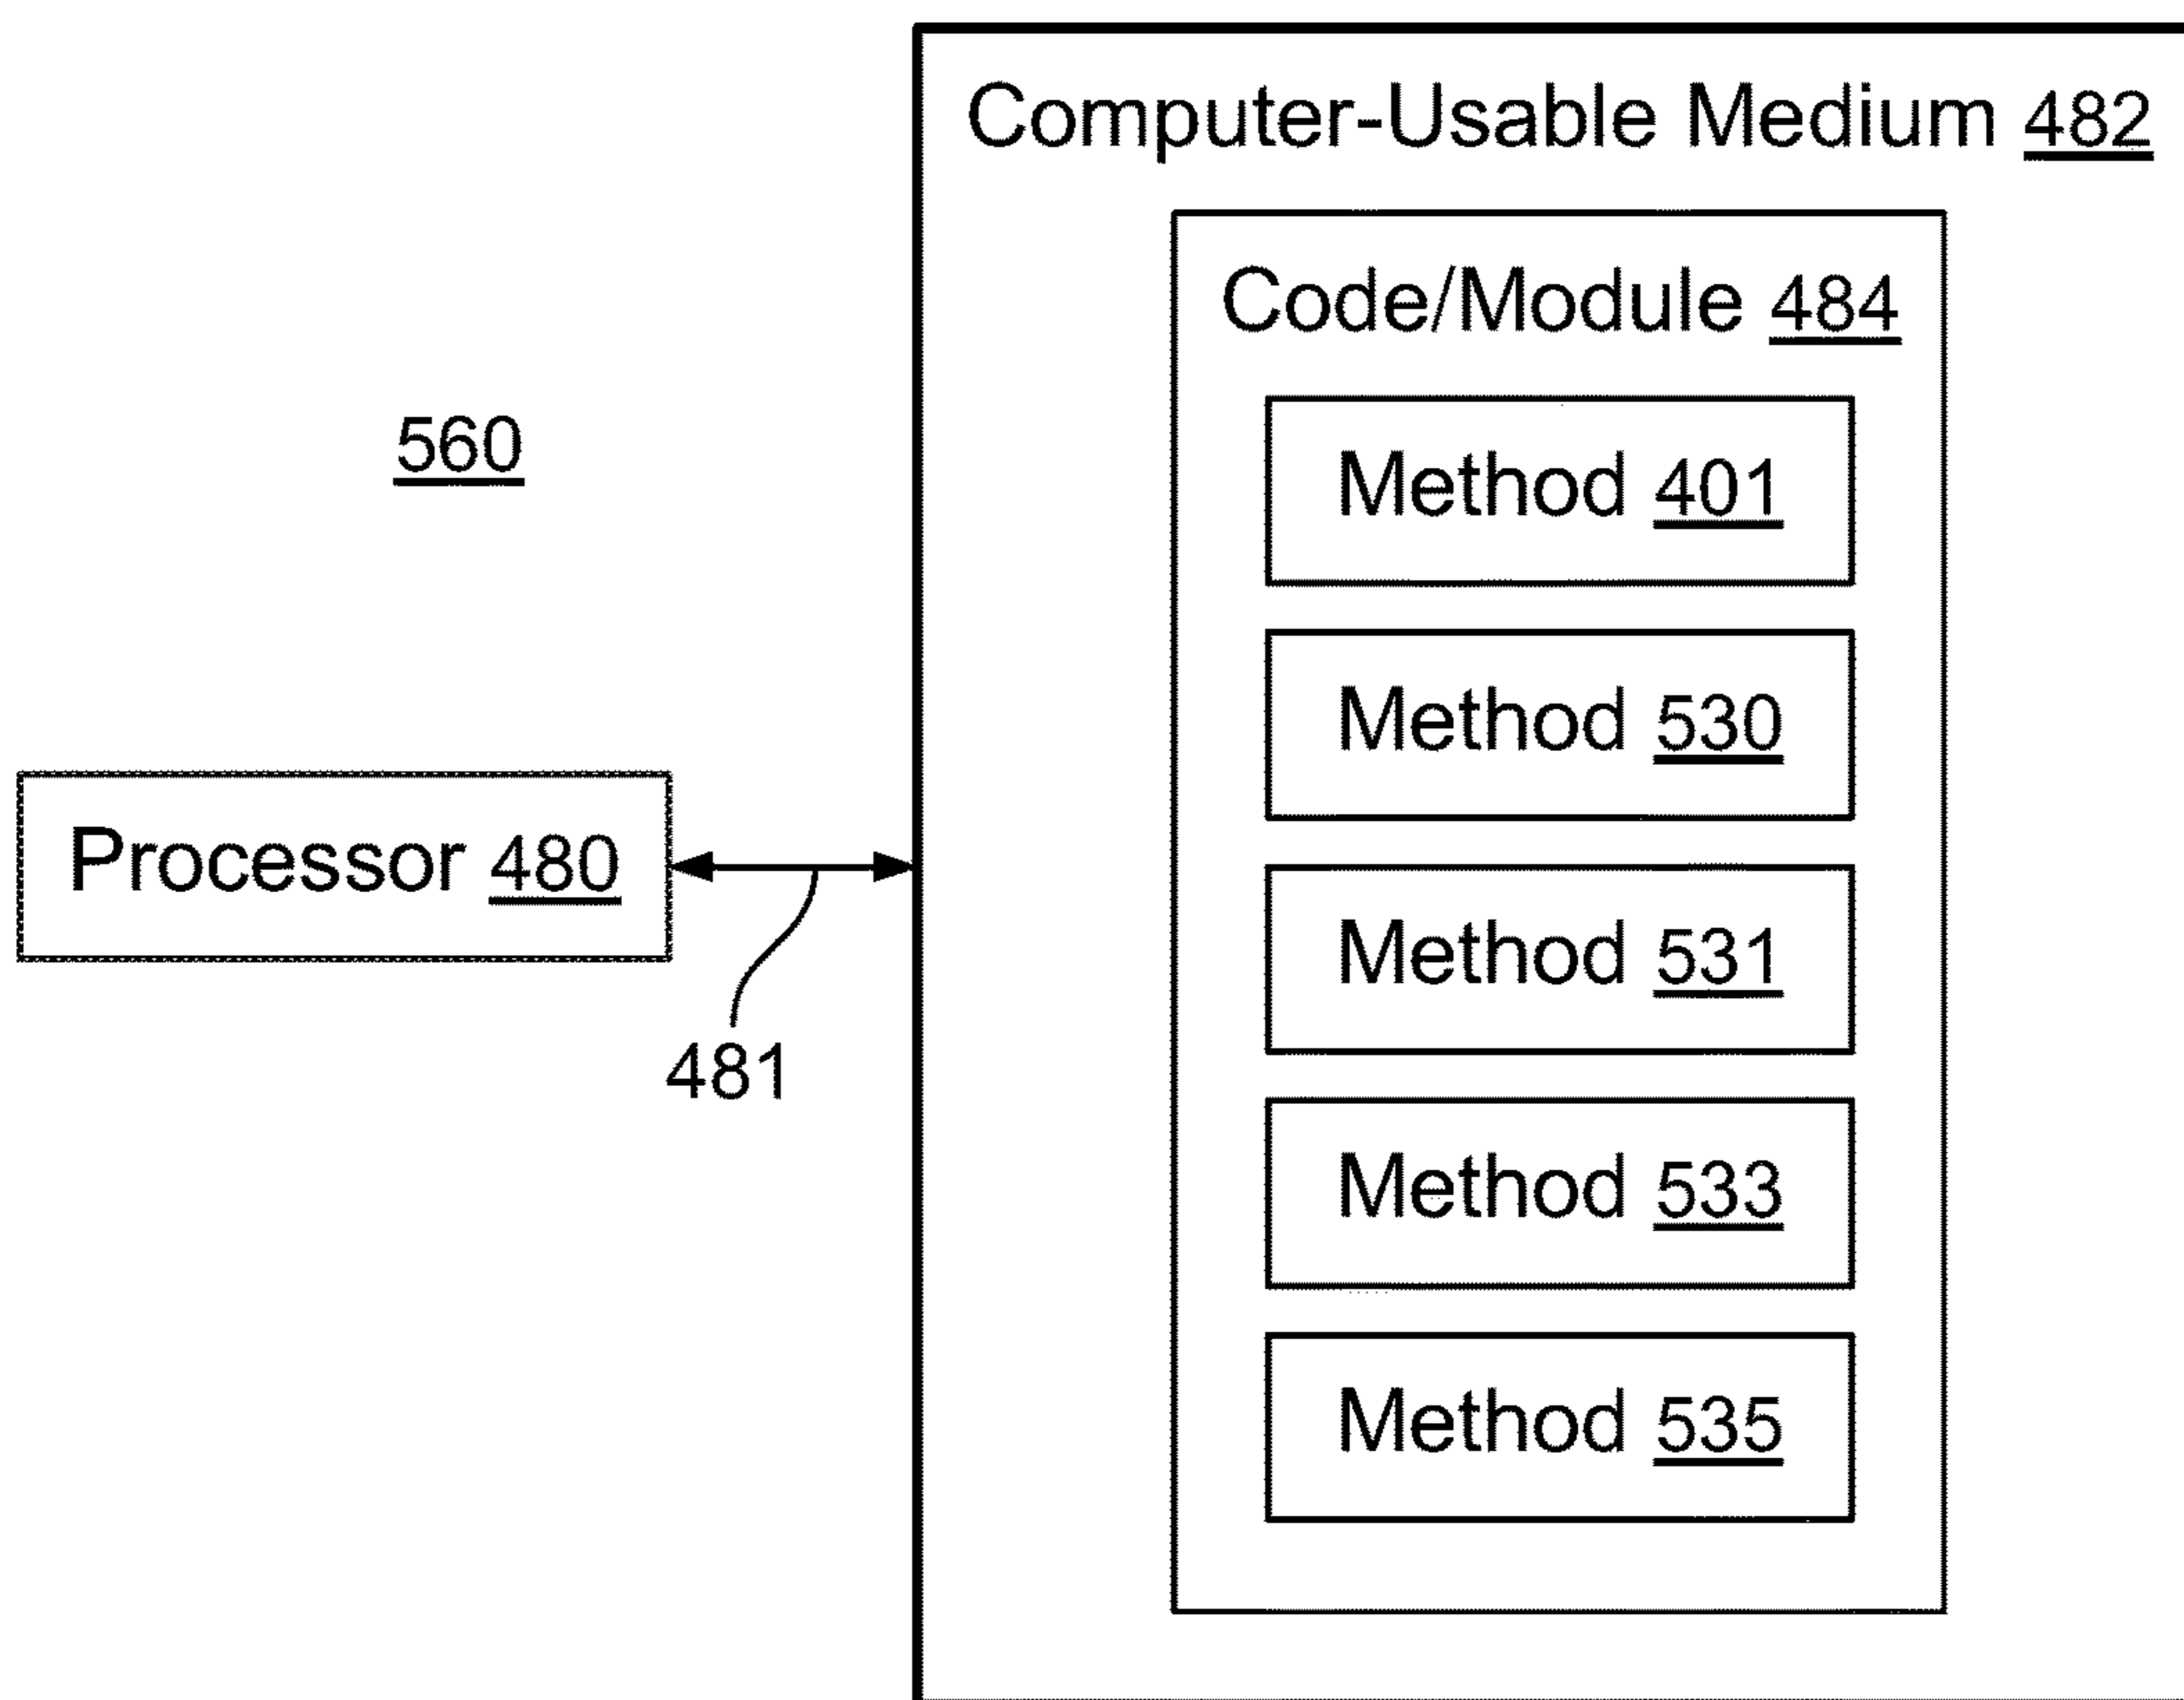 Computer-Usable Medium 482
Code/Module 484
560
Method 401
Method 530
Processor 480
Method 531
481
Method 533
Method 535